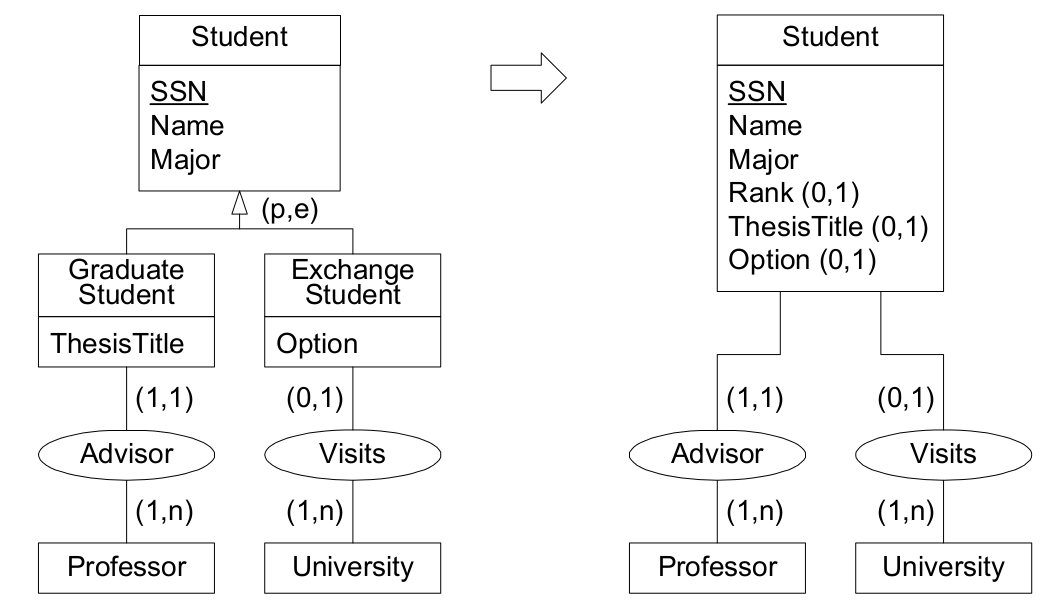 Student
SSN
Name
Major
(p,e)
Graduate
Student
ThesisTitle
Exchange
Student
Option
(1,1)
(0,1)
Advisor
Visits
(1,n)
(1,n)
Professor
University
Student
SSN
Name
Major
Rank (0,1)
ThesisTitle (0,1)
Option (0,1)
(1,1)
(0,1)
Advisor
Visits
(1,n)
(1,n)
Professor
University